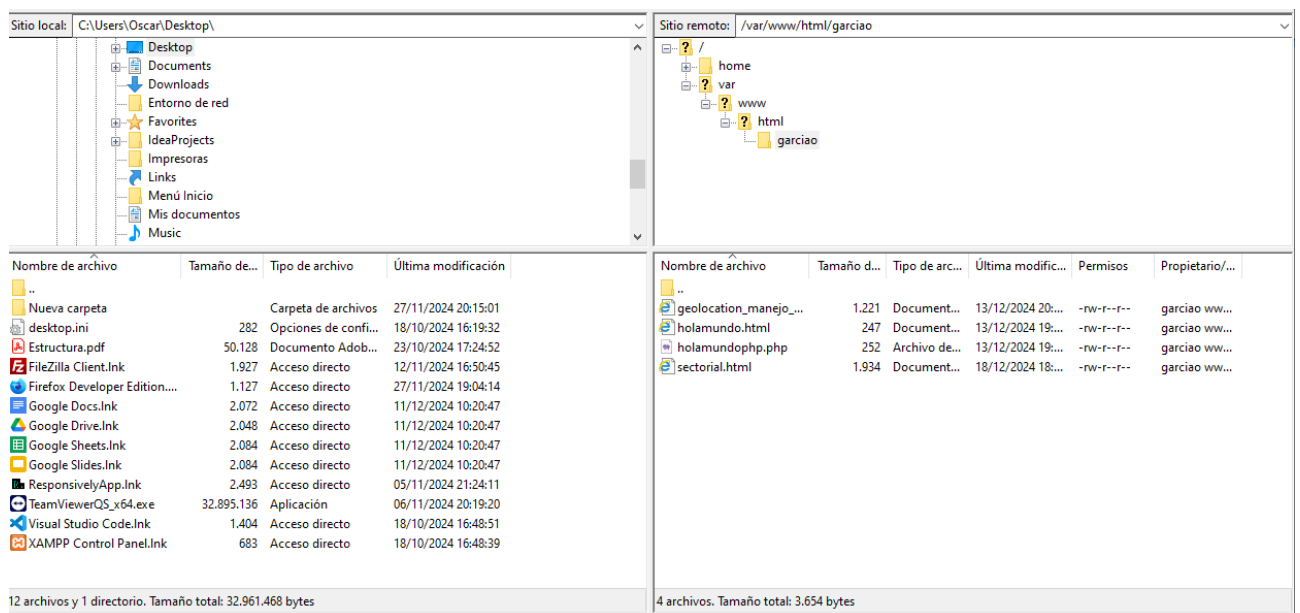 Sitio local: C:\Users\Oscar\Desktop\
Desktop
Documents
Downloads
Entorno de red
Favorites
IdeaProjects
Impresoras
Links
Menú Inicio
Mis documentos
Music
Nombre de archivo Tamaño de... Tipo de archivo Última modificación
..
Nueva carpeta Carpeta de archivos 27/11/2024 20:15:01
desktop.ini 282 Opciones de confi... 18/10/2024 16:19:32
Estructura.pdf 50.128 Documento Adob... 23/10/2024 17:24:52
FileZilla Client.lnk 1.927 Acceso directo 12/11/2024 16:50:45
Firefox Developer Edition.... 1.127 Acceso directo 27/11/2024 19:04:14
Google Docs.lnk 2.072 Acceso directo 11/12/2024 10:20:47
Google Drive.lnk 2.048 Acceso directo 11/12/2024 10:20:47
Google Sheets.lnk 2.084 Acceso directo 11/12/2024 10:20:47
Google Slides.lnk 2.084 Acceso directo 11/12/2024 10:20:47
ResponsivelyApp.lnk 2.493 Acceso directo 05/11/2024 21:24:11
TeamViewerQS_x64.exe 32.895.136 Aplicación 06/11/2024 20:19:20
Visual Studio Code.lnk 1.404 Acceso directo 18/10/2024 16:48:51
XAMPP Control Panel.lnk 683 Acceso directo 18/10/2024 16:48:39
12 archivos y 1 directorio. Tamaño total: 32.961.468 bytes
Sitio remoto: /var/www/html/garciao
/
home
var
www
html
garciao
Nombre de archivo Tamaño d... Tipo de arc... Última modific... Permisos Propietario/...
..
geolocation_manejo_... 1.221 Document... 13/12/2024 20:... -rw-r--r-- garciao ww...
holamundo.html 247 Document... 13/12/2024 19:... -rw-r--r-- garciao ww...
holamundophp.php 252 Archivo de... 13/12/2024 19:... -rw-r--r-- garciao ww...
sectorial.html 1.934 Document... 18/12/2024 18:... -rw-r--r-- garciao ww...
4 archivos. Tamaño total: 3.654 bytes